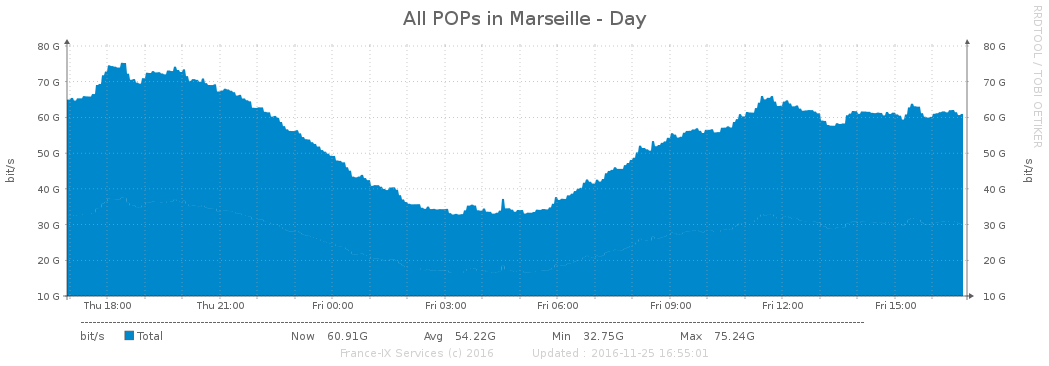 All POPs in Marseille - Day
RRDTOOL / TOBI OETIKER
80 G 80 G
70 G 70 G
60 G 60 G
50 G 50 G
bit/s bit/s
40 G 40 G
30 G 30 G
20 G 20 G
10 G 10 G
Thu 18:00 Thu 21:00 Fri 00:00 Fri 03:00 Fri 06:00 Fri 09:00 Fri 12:00 Fri 15:00
bit/s Total Now 60.91G Avg 54.22G Min 32.75G Max 75.24G
France-IX Services (c) 2016 Updated : 2016-11-25 16:55:01